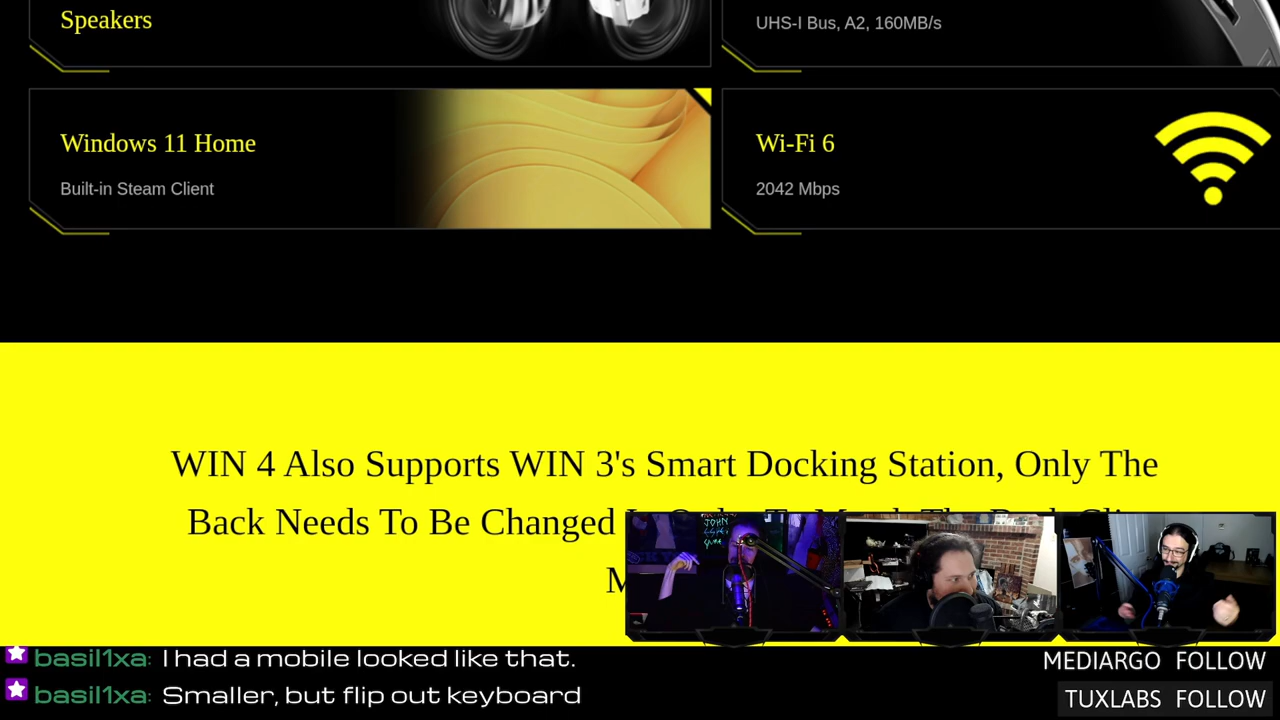 Speakers
UHS-I Bus, A2, 160MB/s
Windows 11 Home
Built-in Steam Client
Wi-Fi 6
2042 Mbps
WIN 4 Also Supports WIN 3's Smart Docking Station, Only The
Back Needs To Be Changed
basil1xa: I had a mobile looked like that.
basil1xa: Smaller, but flip out keyboard
MEDIARGO FOLLOW
TUXLABS FOLLOW